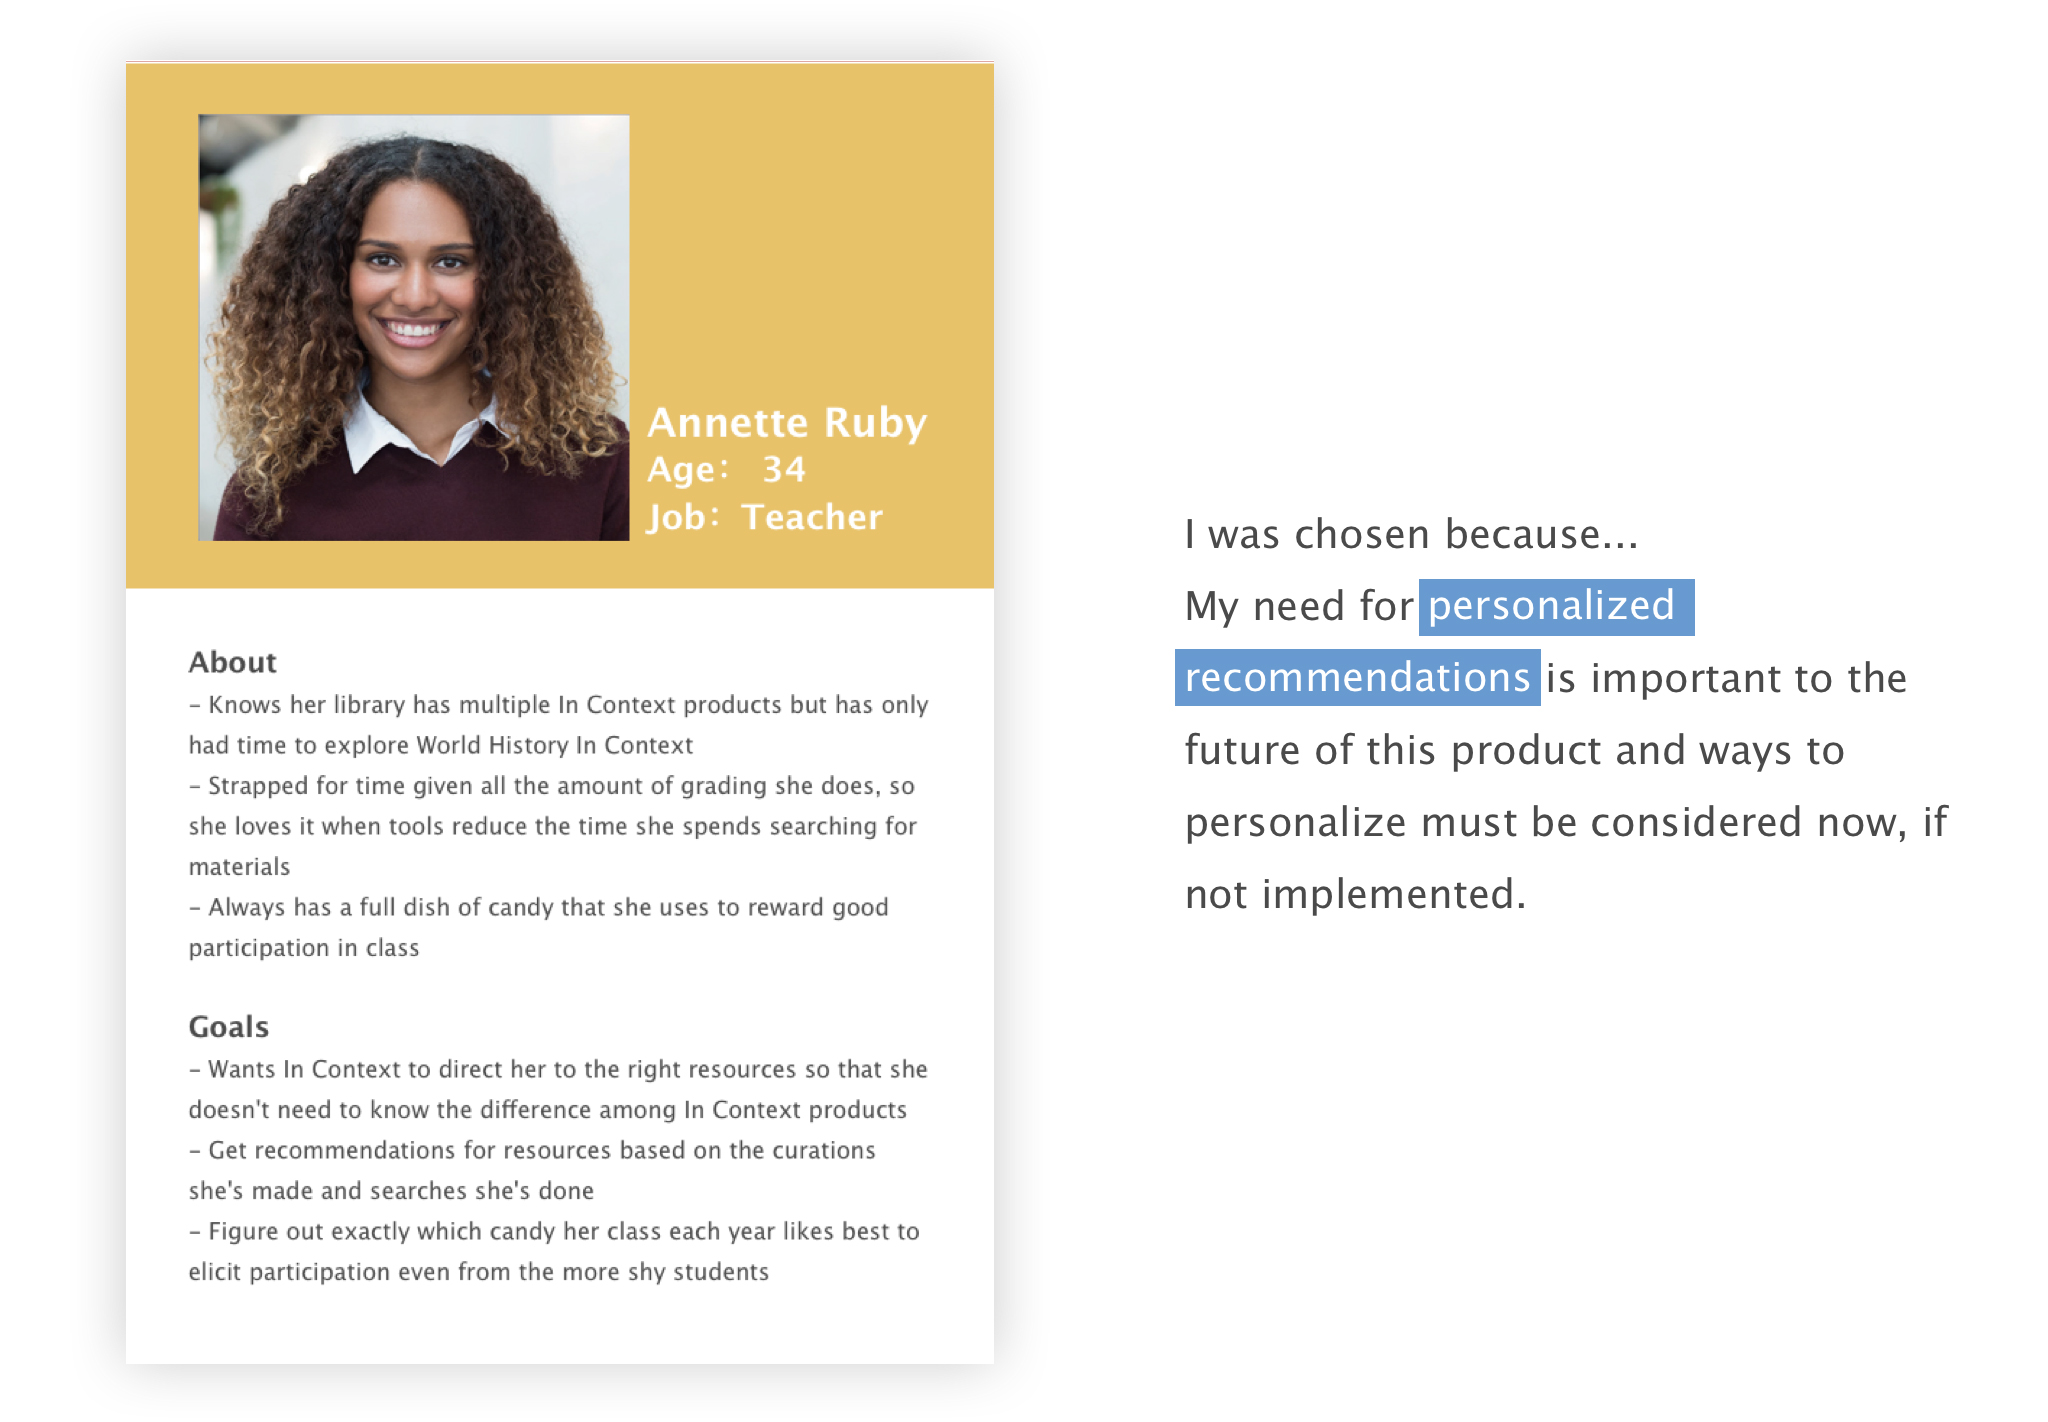 Annette Ruby
Age: 34
Job: Teacher
About
– Knows her library has multiple In Context products but has only
had time to explore World History In Context
– Strapped for time given all the amount of grading she does, so
she loves it when tools reduce the time she spends searching for
materials
– Always has a full dish of candy that she uses to reward good
participation in class
Goals
– Wants In Context to direct her to the right resources so that she
doesn't need to know the difference among In Context products
– Get recommendations for resources based on the curations
she's made and searches she's done
– Figure out exactly which candy her class each year likes best to
elicit participation even from the more shy students
I was chosen because...
My need for personalized
recommendations is important to the
future of this product and ways to
personalize must be considered now, if
not implemented.